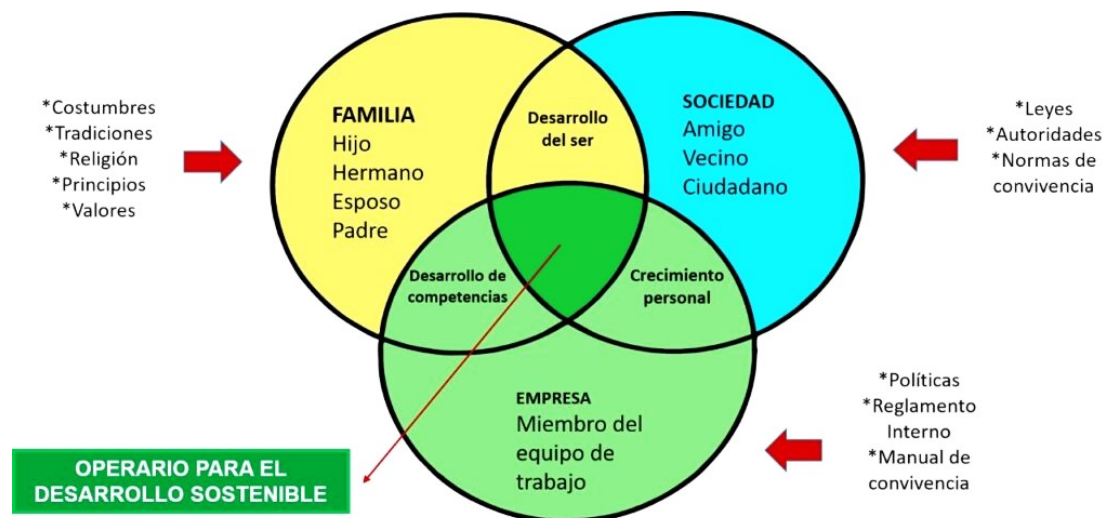 *Costumbres
*Tradiciones
*Religión
*Principios
*Valores
FAMILIA
Hijo
Hermano
Esposo
Padre
Desarrollo
del ser
SOCIEDAD
Amigo
Vecino
Ciudadano
*Leyes
*Autoridades
*Normas de
convivencia
Desarrollo de
competencias
Crecimiento
personal
EMPRESA
Miembro del
equipo de
trabajo
*Políticas
*Reglamento
Interno
*Manual de
convivencia
OPERARIO PARA EL
DESARROLLO SOSTENIBLE